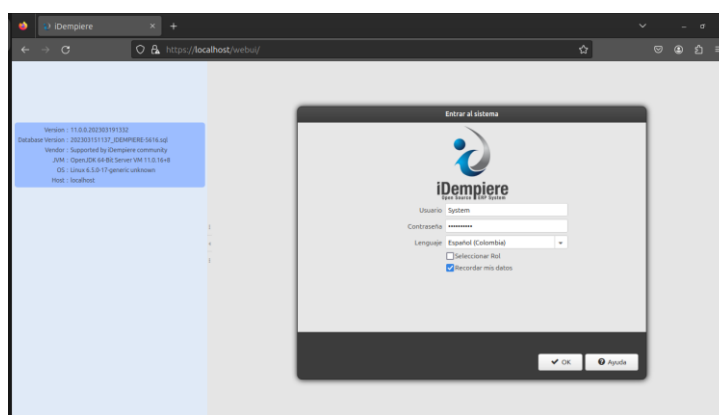 iDempiere
https://localhost/webui/
Version : 11.0.0.202303191332
Database Version : 202303151137_IDEMPIERE-5616.sql
Vendor : Supported by iDempiere community
JVM : OpenJDK 64-Bit Server VM 11.0.16+8
OS : Linux 6.5.0-17-generic unknown
Host : localhost
Entrar al sistema
iDempiere
Open Source ERP System
Usuario System
Contraseña ••••••••••
Lenguaje Español (Colombia)
Seleccionar Rol
Recordar mis datos
OK
Ayuda